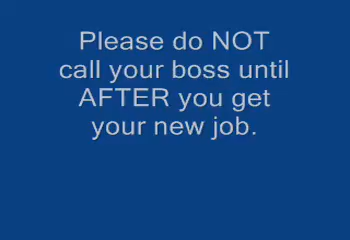 Please do NOT
call your boss until
AFTER you get
your new job.